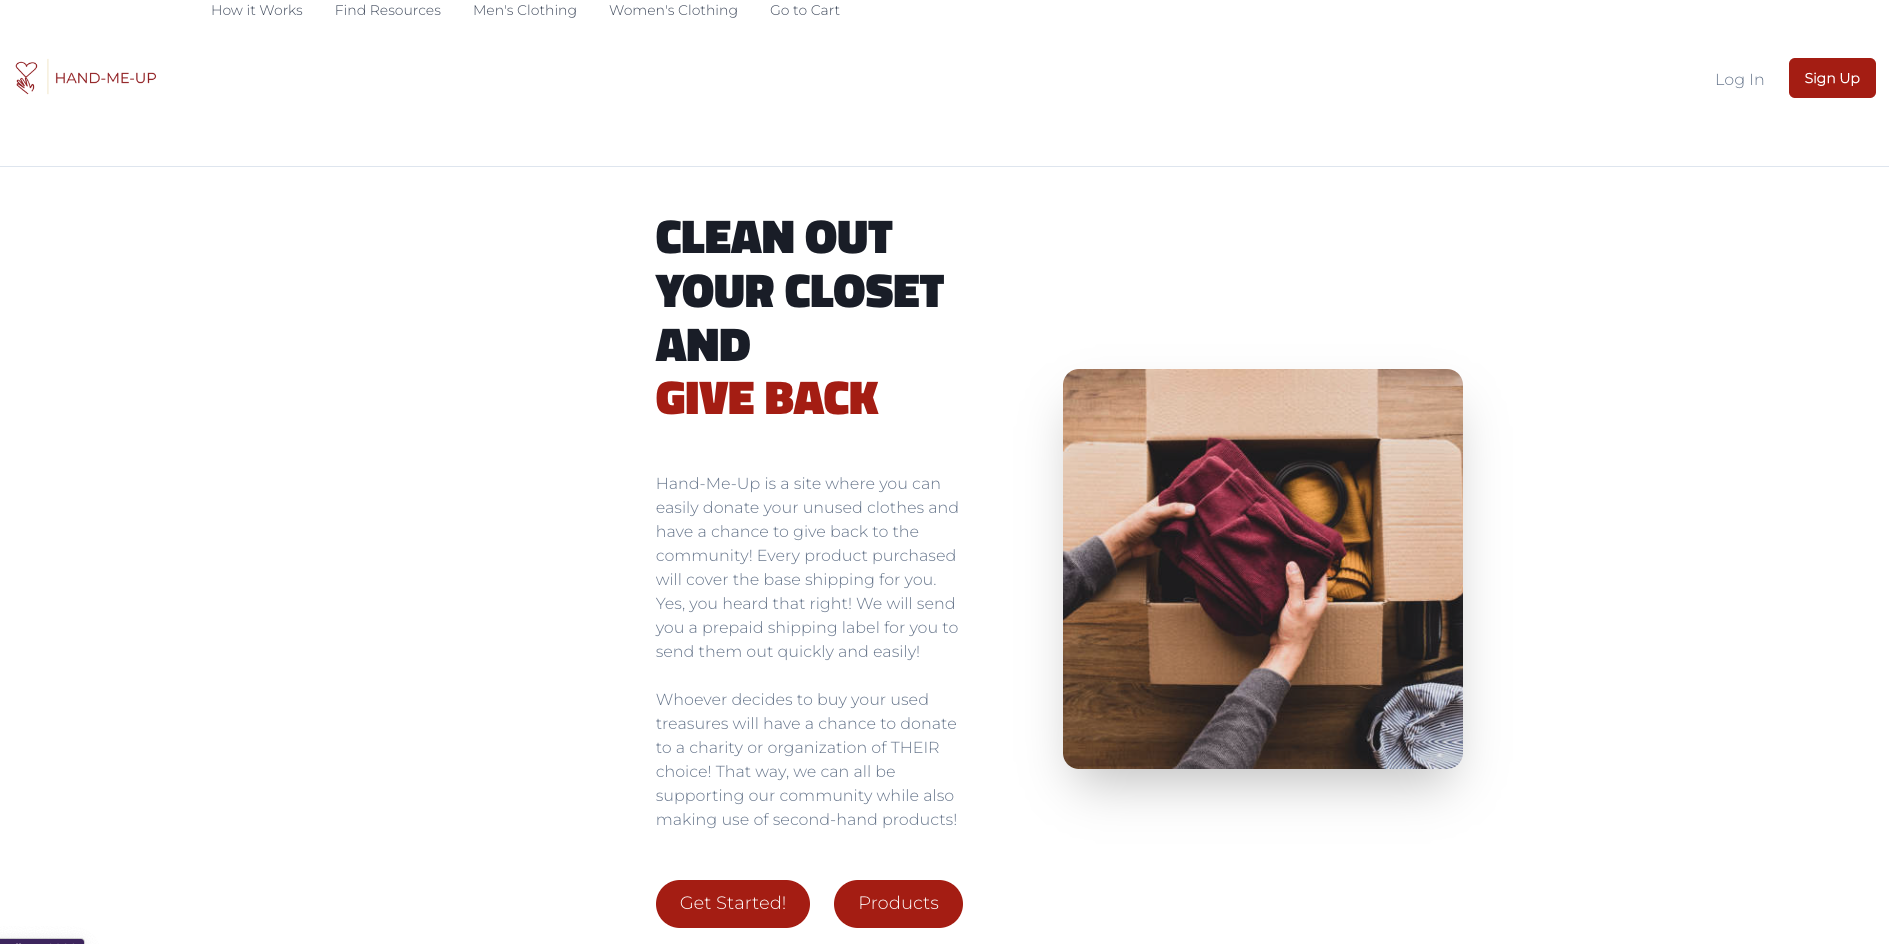 How it Works Find Resources Men's Clothing Women's Clothing Go to Cart
HAND-ME-UP Log In Sign Up
CLEAN OUT
YOUR CLOSET
AND
GIVE BACK
Hand-Me-Up is a site where you can
easily donate your unused clothes and
have a chance to give back to the
community! Every product purchased
will cover the base shipping for you.
Yes, you heard that right! We will send
you a prepaid shipping label for you to
send them out quickly and easily!
Whoever decides to buy your used
treasures will have a chance to donate
to a charity or organization of THEIR
choice! That way, we can all be
supporting our community while also
making use of second-hand products!
Get Started! Products